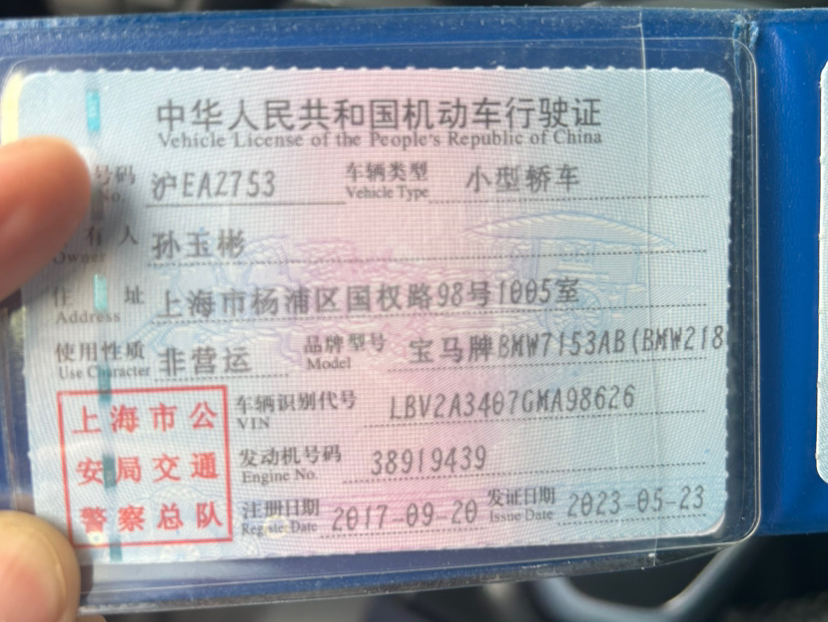 中华人民共和国机动车行驶证
Vehicle License of the People's Republic of China
号码 沪EA2753 车辆类型 小型轿车
No. Vehicle Type
有人 孙玉彬
Owner
住址 上海市杨浦区国权路98号1005室
Address
使用性质 非营运 品牌型号 宝马牌BMW7153AB(BMW218
Use Character Model
上海市公 车辆识别代号 LBV2A3407GMA98626
VIN
安局交通 发动机号码 38919439
Engine No.
警察总队 注册日期 2017-09-20 发证日期 2023-05-23
Register Date Issue Date